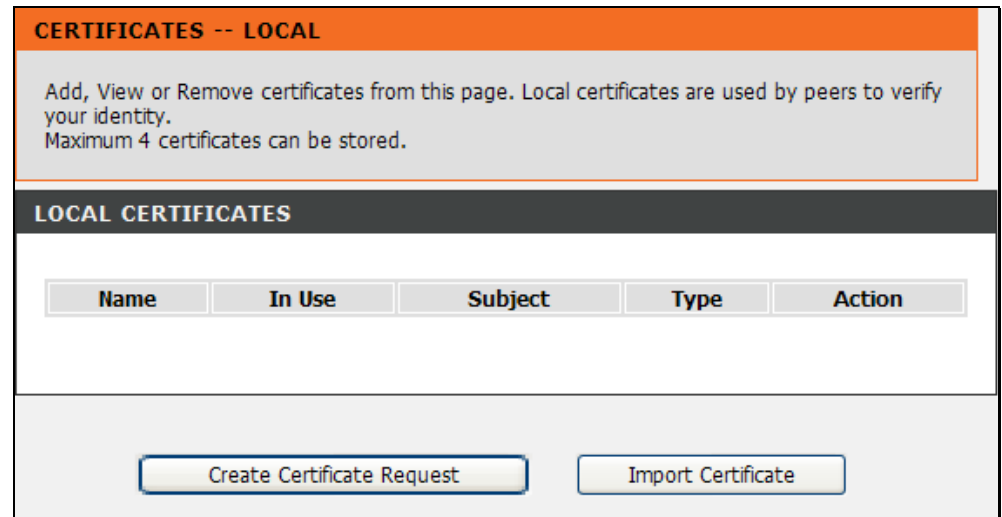 CERTIFICATES -- LOCAL
Add, View or Remove certificates from this page. Local certificates are used by peers to verify
your identity.
Maximum 4 certificates can be stored.
LOCAL CERTIFICATES
Name In Use Subject Type Action
Create Certificate Request Import Certificate